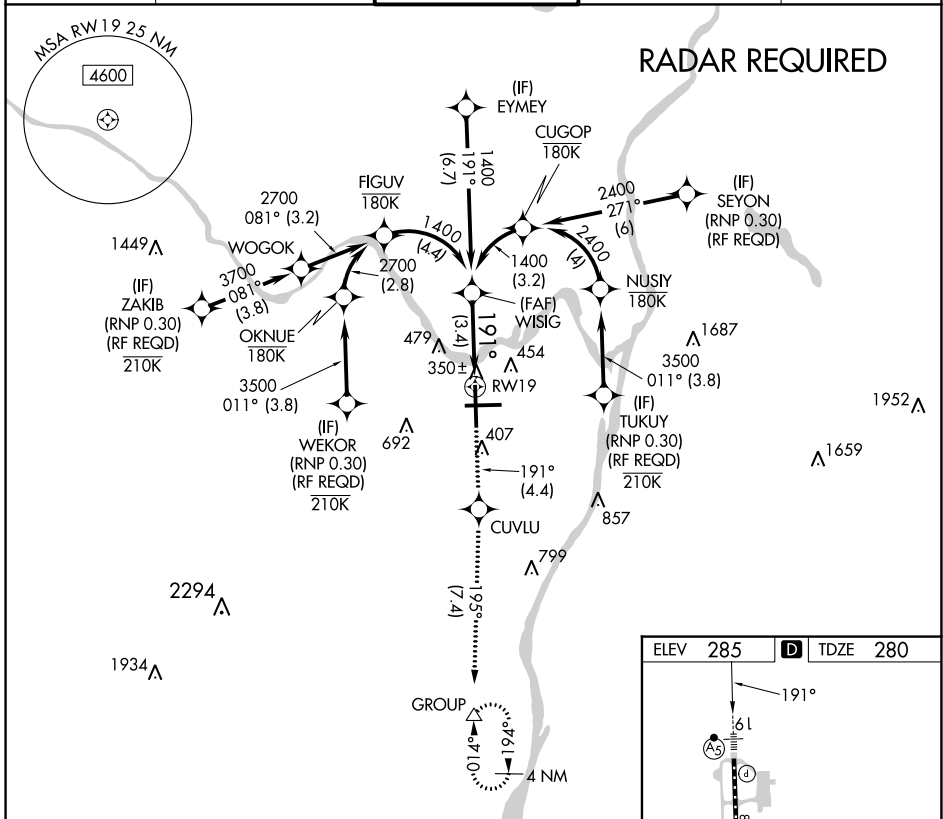 MSA RW19 25 NM
4600
RADAR REQUIRED
(IF)
EYMEY
1400
191°
(6.7)
CUGOP
180K
FIGUV
180K
2700
081° (3.2)
WOGOK
1449
3700
081°
(3.8)
(IF)
ZAKIB
(RNP 0.30)
(RF REQD)
210K
1400
(4.4)
2700
(2.8)
OKNUE
180K
1400
(3.2)
2400
271°
(6)
(IF)
SEYON
(RNP 0.30)
(RF REQD)
2400
(4)
NUSIY
180K
(FAF)
WISIG
191°
(3.4)
479
350±
454
RW19
1687
3500
011° (3.8)
3500
011° (3.8)
(IF)
WEKOR
(RNP 0.30)
(RF REQD)
210K
692
407
(IF)
TUKUY
(RNP 0.30)
(RF REQD)
210K
1952
1659
191°
(4.4)
CUVLU
857
799
195°
(7.4)
2294
1934
GROUP
014°
194°
4 NM
ELEV 285
D
TDZE 280
191°
19
A5
P